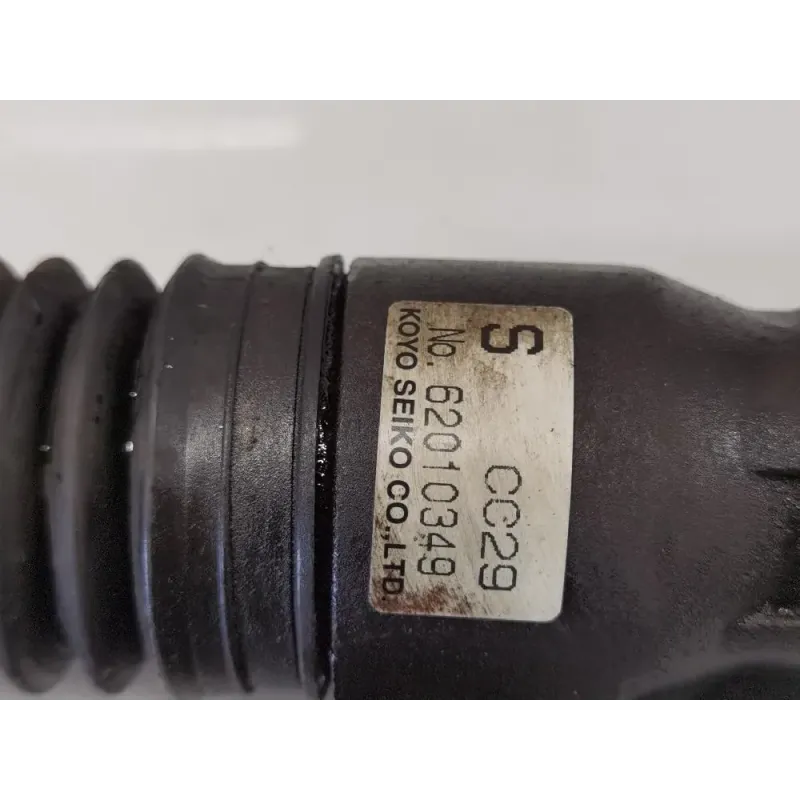 S CC29
No. 62010349
KOYO SEIKO CO.,LTD.